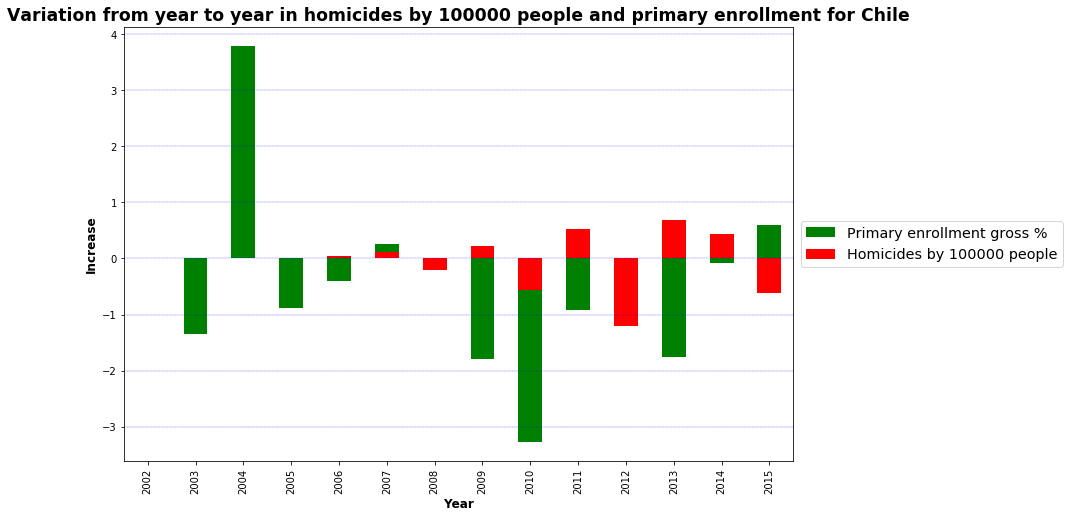 Variation from year to year in homicides by 100000 people and primary enrollment for Chile
4
3
2
1
0
−1
−2
−3
Increase
2002 2003 2004 2005 2006 2007 2008 2009 2010 2011 2012 2013 2014 2015
Year
Primary enrollment gross %
Homicides by 100000 people